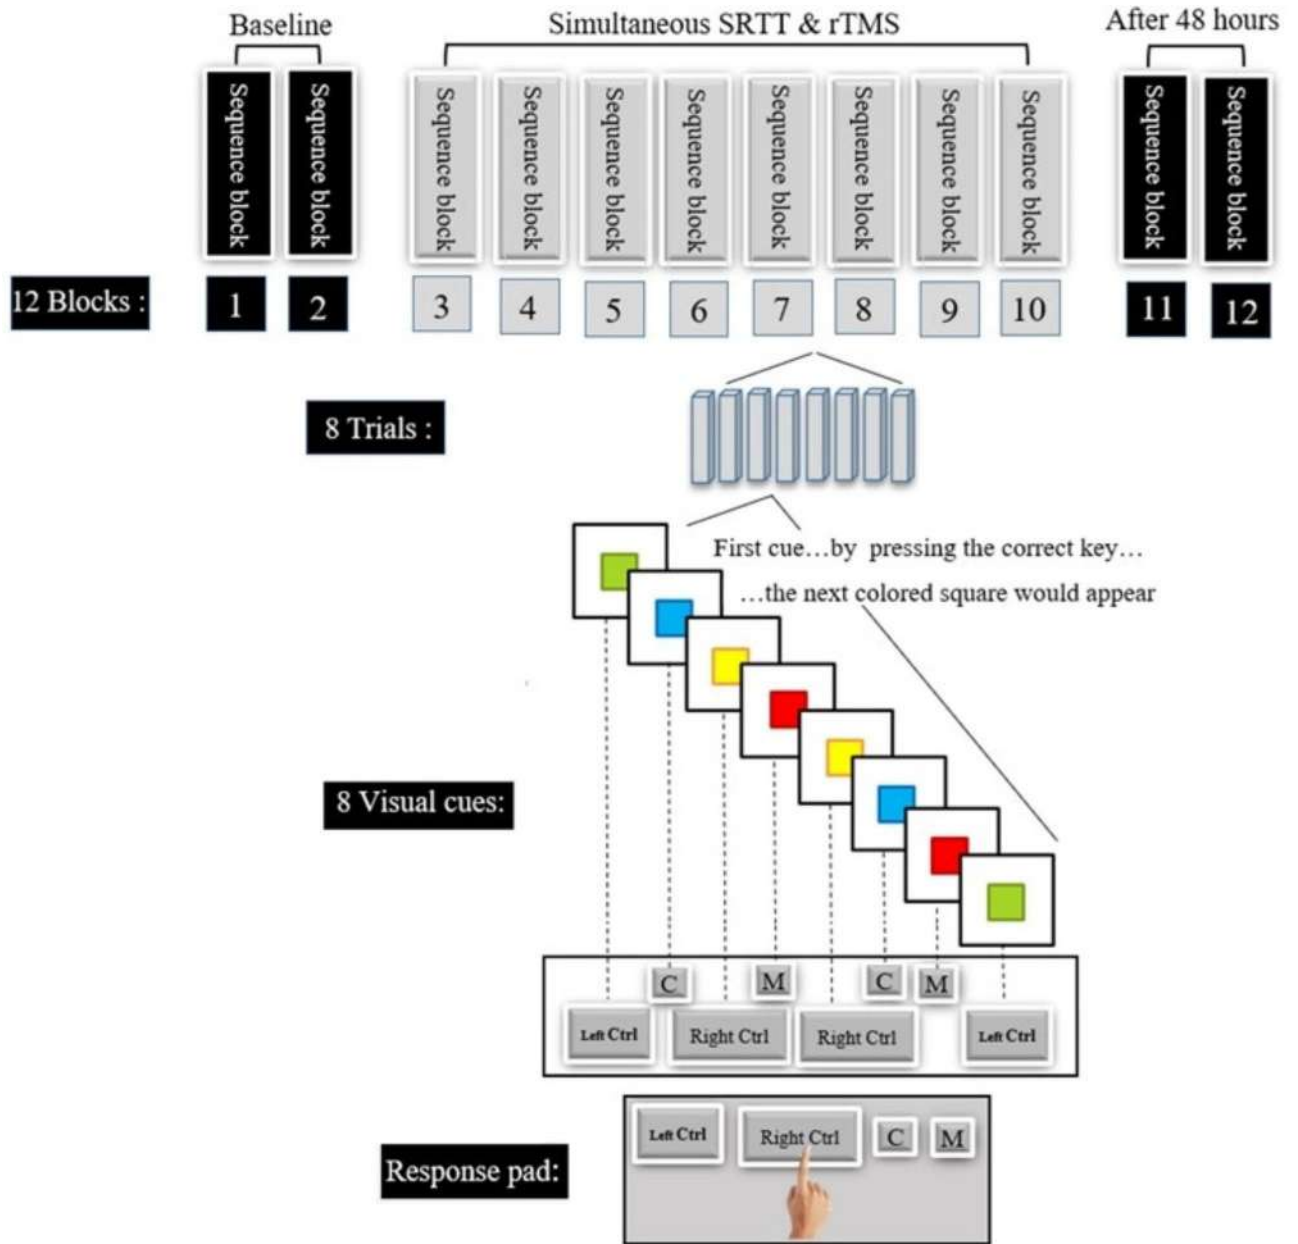 Baseline
Simultaneous SRTT & rTMS
After 48 hours
Sequence block
Sequence block
Sequence block
Sequence block
Sequence block
Sequence block
Sequence block
Sequence block
Sequence block
Sequence block
Sequence block
Sequence block
12 Blocks :
1
2
3
4
5
6
7
8
9
10
11
12
8 Trials :
First cue…by pressing the correct key…
…the next colored square would appear
8 Visual cues:
C
M
C
M
Left Ctrl
Right Ctrl
Right Ctrl
Left Ctrl
Response pad:
Left Ctrl
Right Ctrl
C
M